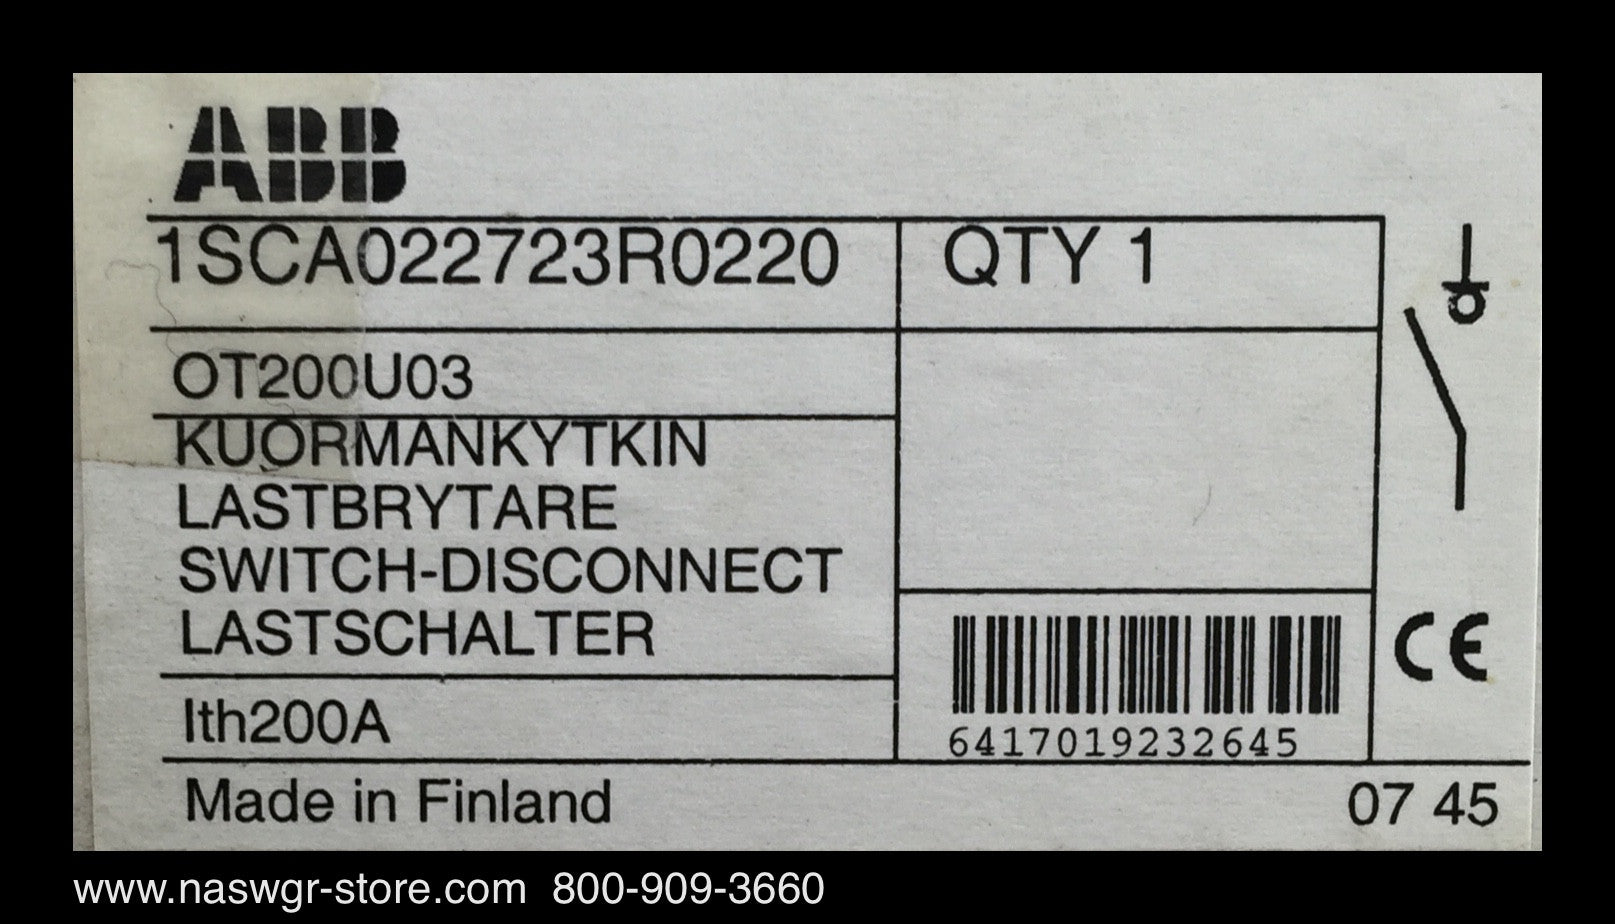 ABB
1SCA022723R0220
QTY 1
OT200U03
KUORMANKYTKIN
LASTBRYTARE
SWITCH-DISCONNECT
LASTSCHALTER
Ith200A
6417019232645
CE
Made in Finland
07 45
www.naswgr-store.com 800-909-3660